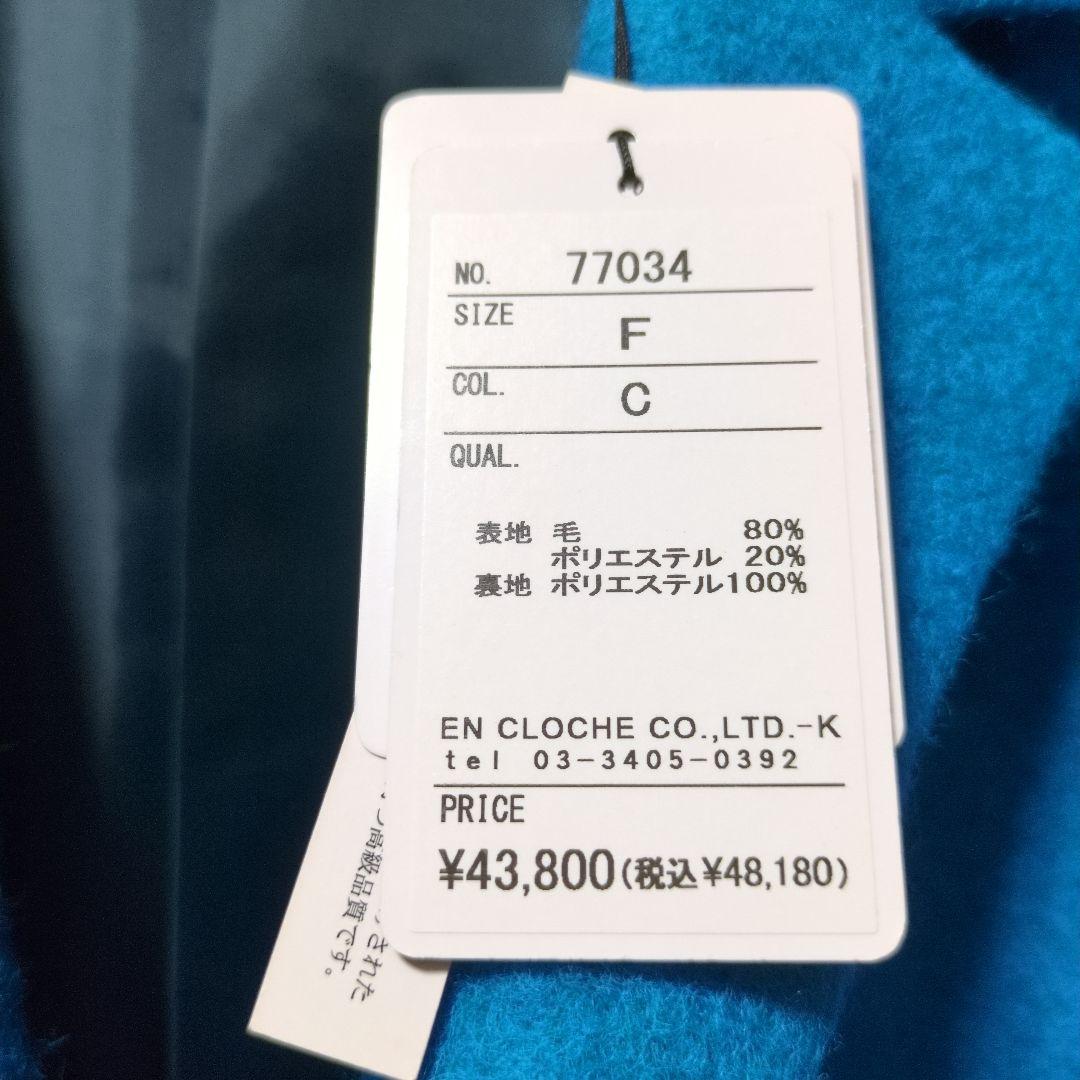 NO. 77034
SIZE F
COL. C
QUAL.
表地 毛 80%
ポリエステル 20%
裏地 ポリエステル100%
EN CLOCHE CO.,LTD.-K
tel 03-3405-0392
PRICE
¥43,800(税込¥48,180)
された
高級品質です。